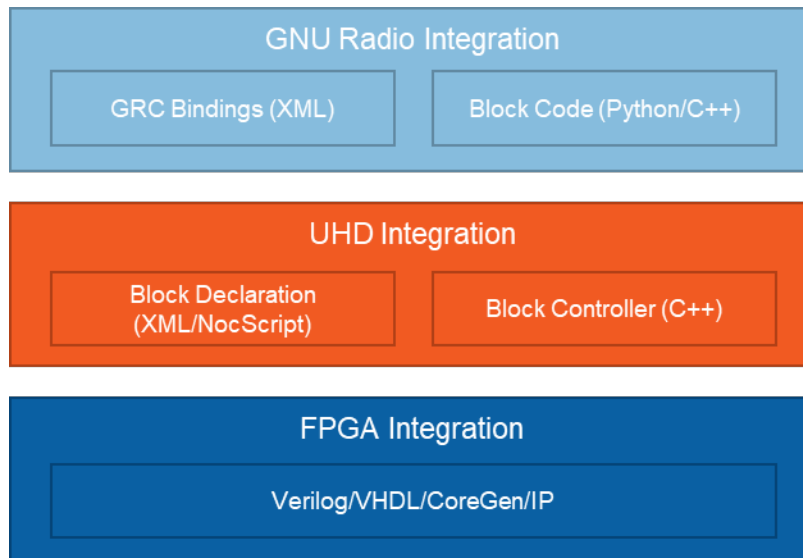 GNU Radio Integration
GRC Bindings (XML)
Block Code (Python/C++)
UHD Integration
Block Declaration
(XML/NocScript)
Block Controller (C++)
FPGA Integration
Verilog/VHDL/CoreGen/IP